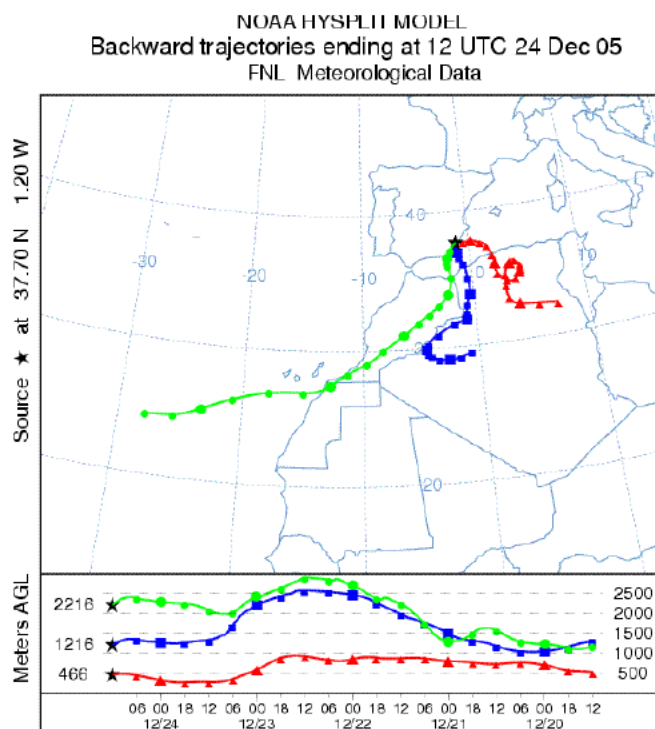 NOAA HYSPLIT MODEL
Backward trajectories ending at 12 UTC 24 Dec 05
FNL Meteorological Data
Source ★ at 37.70 N 1.20 W
40
-30
-20
-10
0
10
20
Meters AGL
2216
1216
466
2500
2000
1500
1000
500
06 00 18 12 06 00 18 12 06 00 18 12 06 00 18 12 06 00 18 12
12/24 12/23 12/22 12/21 12/20